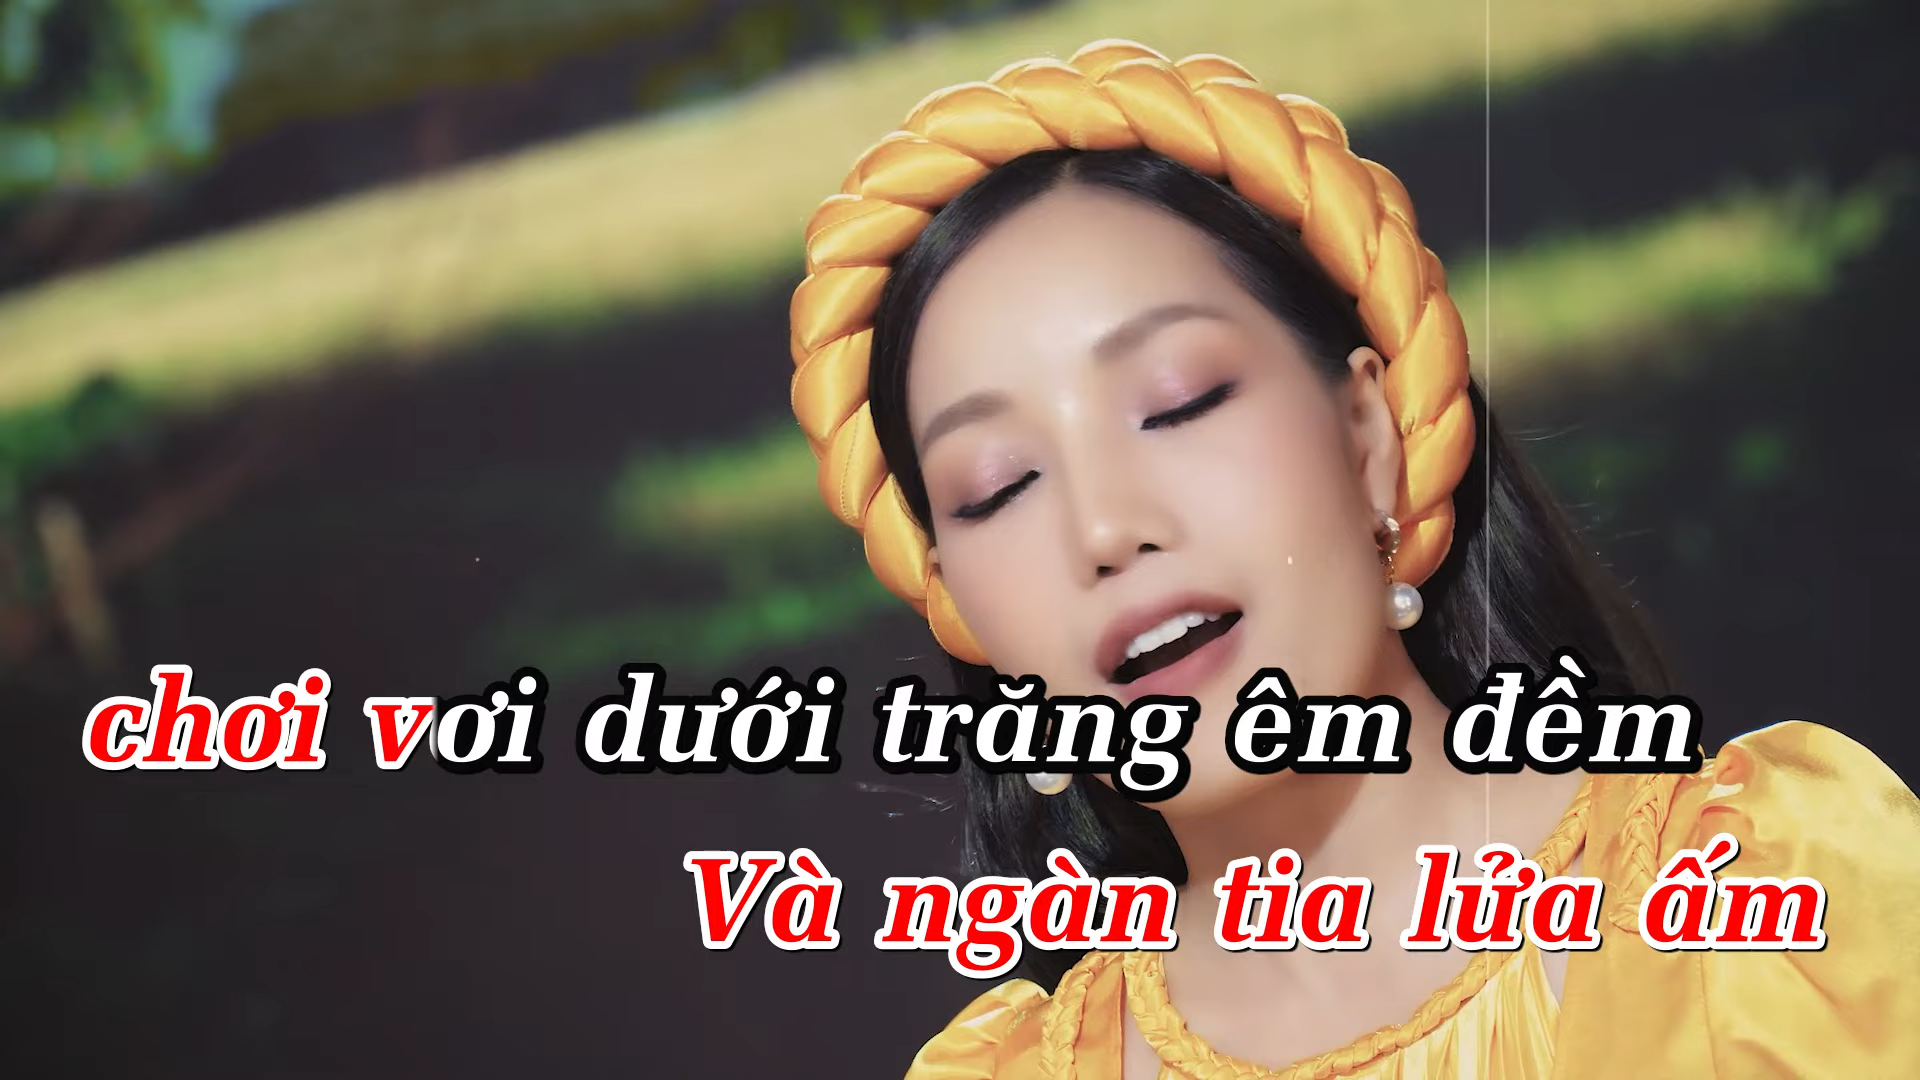 chơi vơi dưới trăng êm đềm
Và ngàn tia lửa ấm